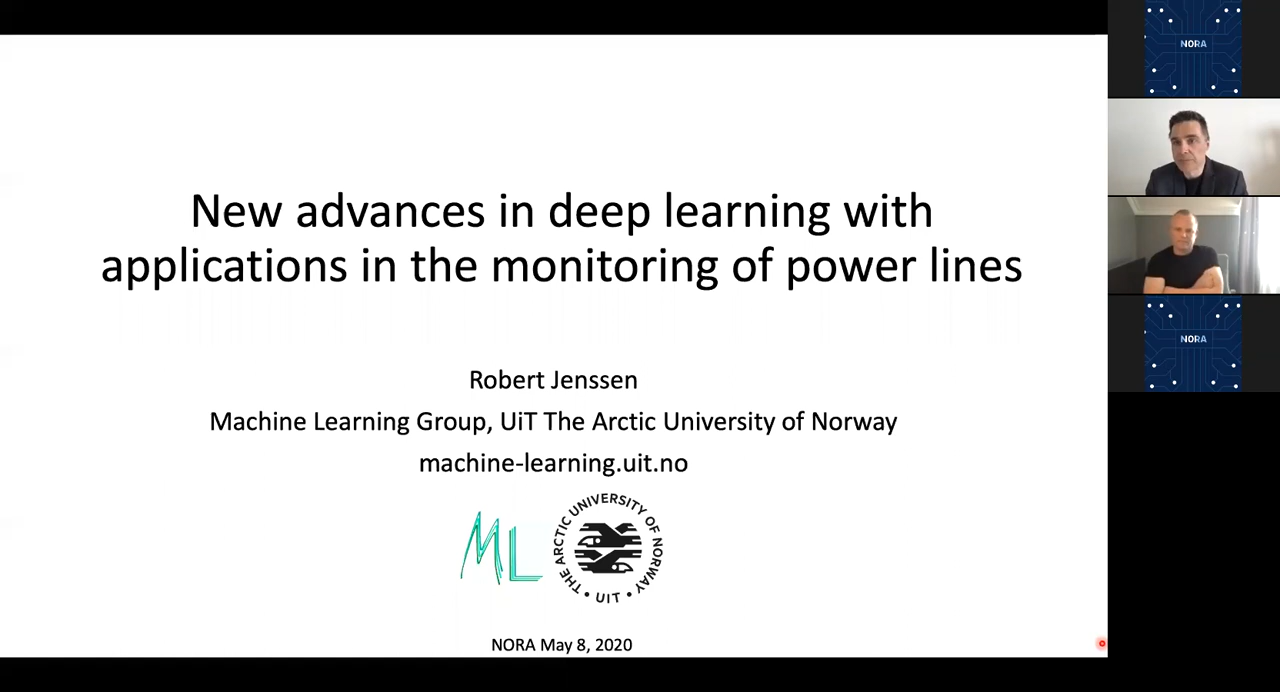 New advances in deep learning with
applications in the monitoring of power lines
Robert Jenssen
Machine Learning Group, UiT The Arctic University of Norway
machine-learning.uit.no
ML
THE ARCTIC UNIVERSITY OF NORWAY
• UIT •
NORA May 8, 2020
NORA
NORA